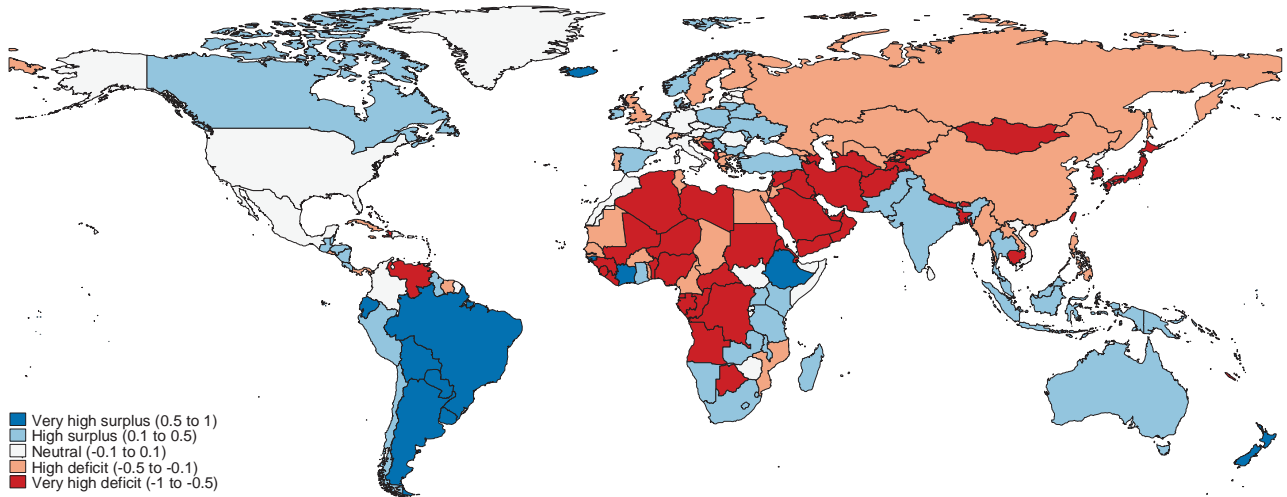 Very high surplus (0.5 to 1)
High surplus (0.1 to 0.5)
Neutral (-0.1 to 0.1)
High deficit (-0.5 to -0.1)
Very high deficit (-1 to -0.5)